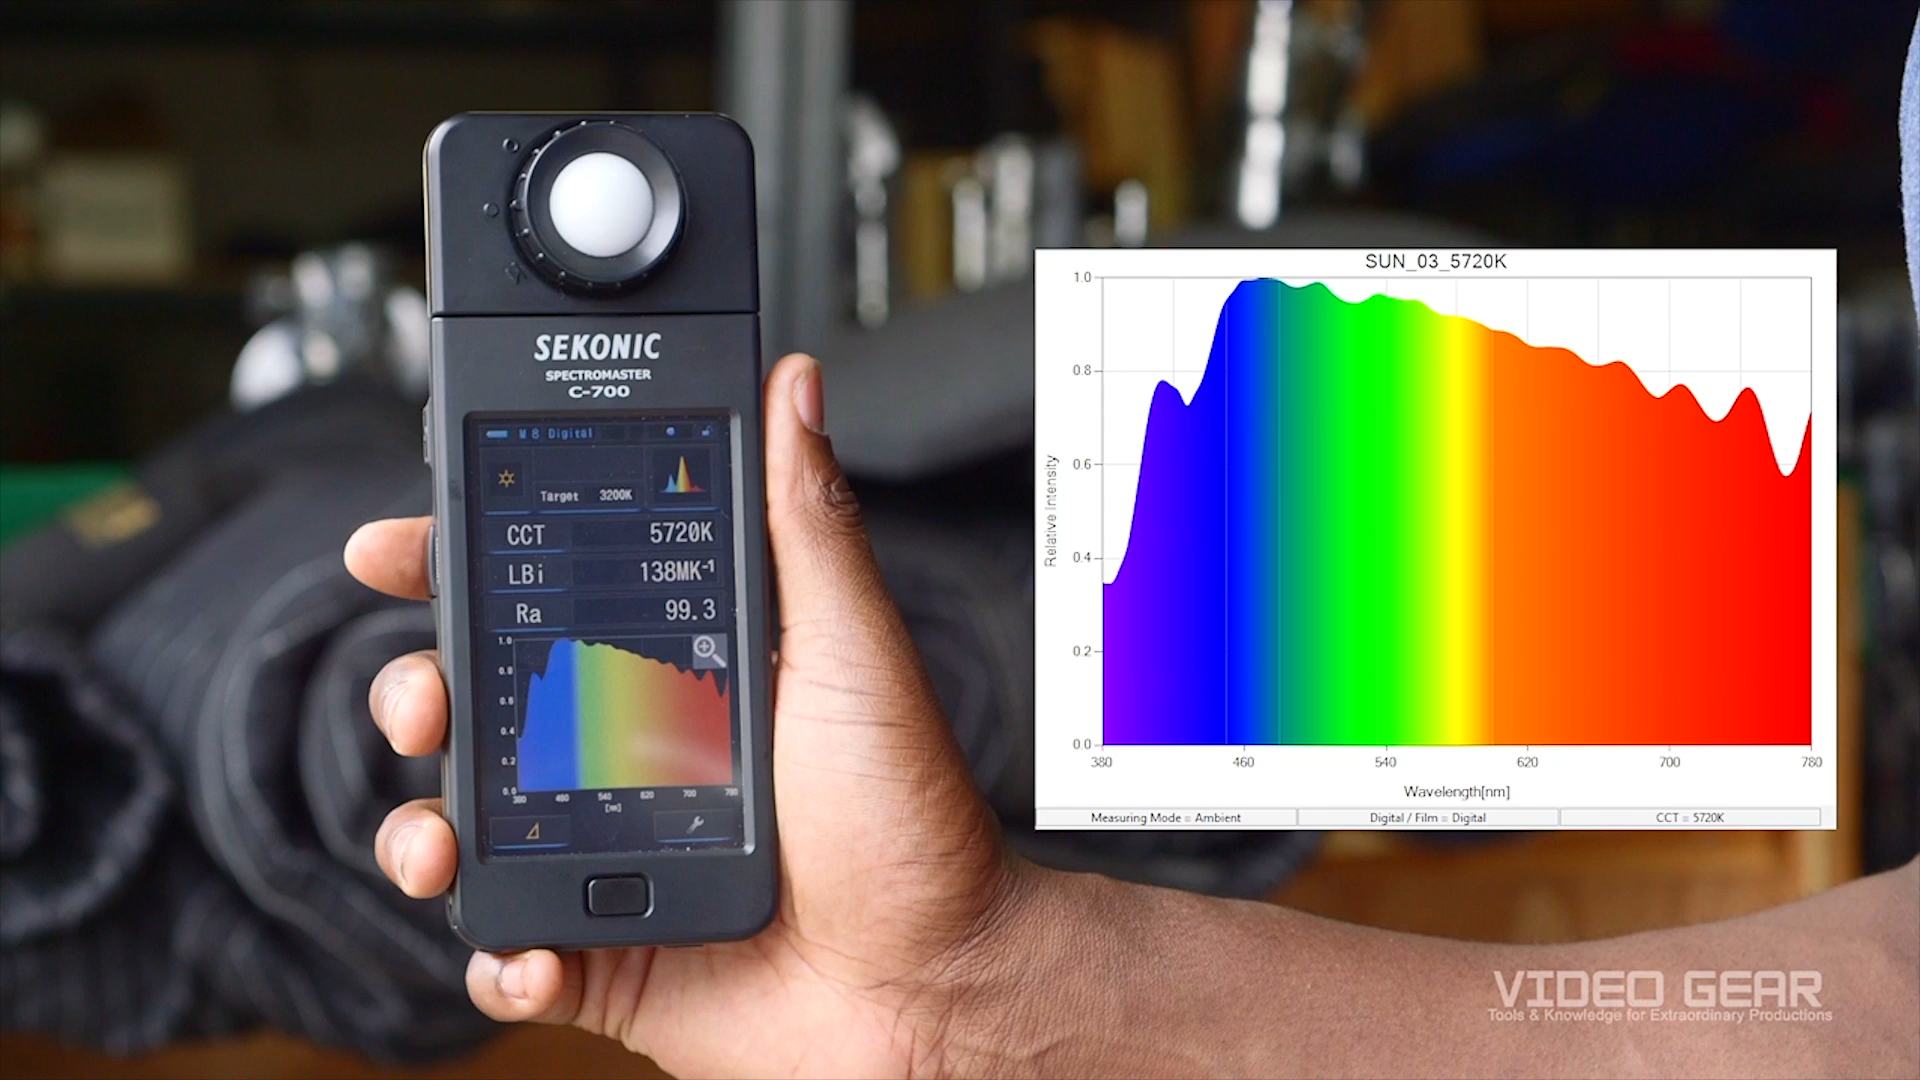 SEKONIC
SPECTROMASTER
C-700
M 8 Digital
Target 3200K
CCT 5720K
LBi 138MK⁻¹
Ra 99.3
1.0
0.8
0.6
0.4
0.2
0.0
380 460 540 620 700 780
[nm]
SUN_03_5720K
1.0
0.8
0.6
0.4
0.2
0.0
Relative Intensity
380 460 540 620 700 780
Wavelength[nm]
Measuring Mode = Ambient Digital / Film = Digital CCT = 5720K
VIDEO GEAR
Tools & Knowledge for Extraordinary Productions